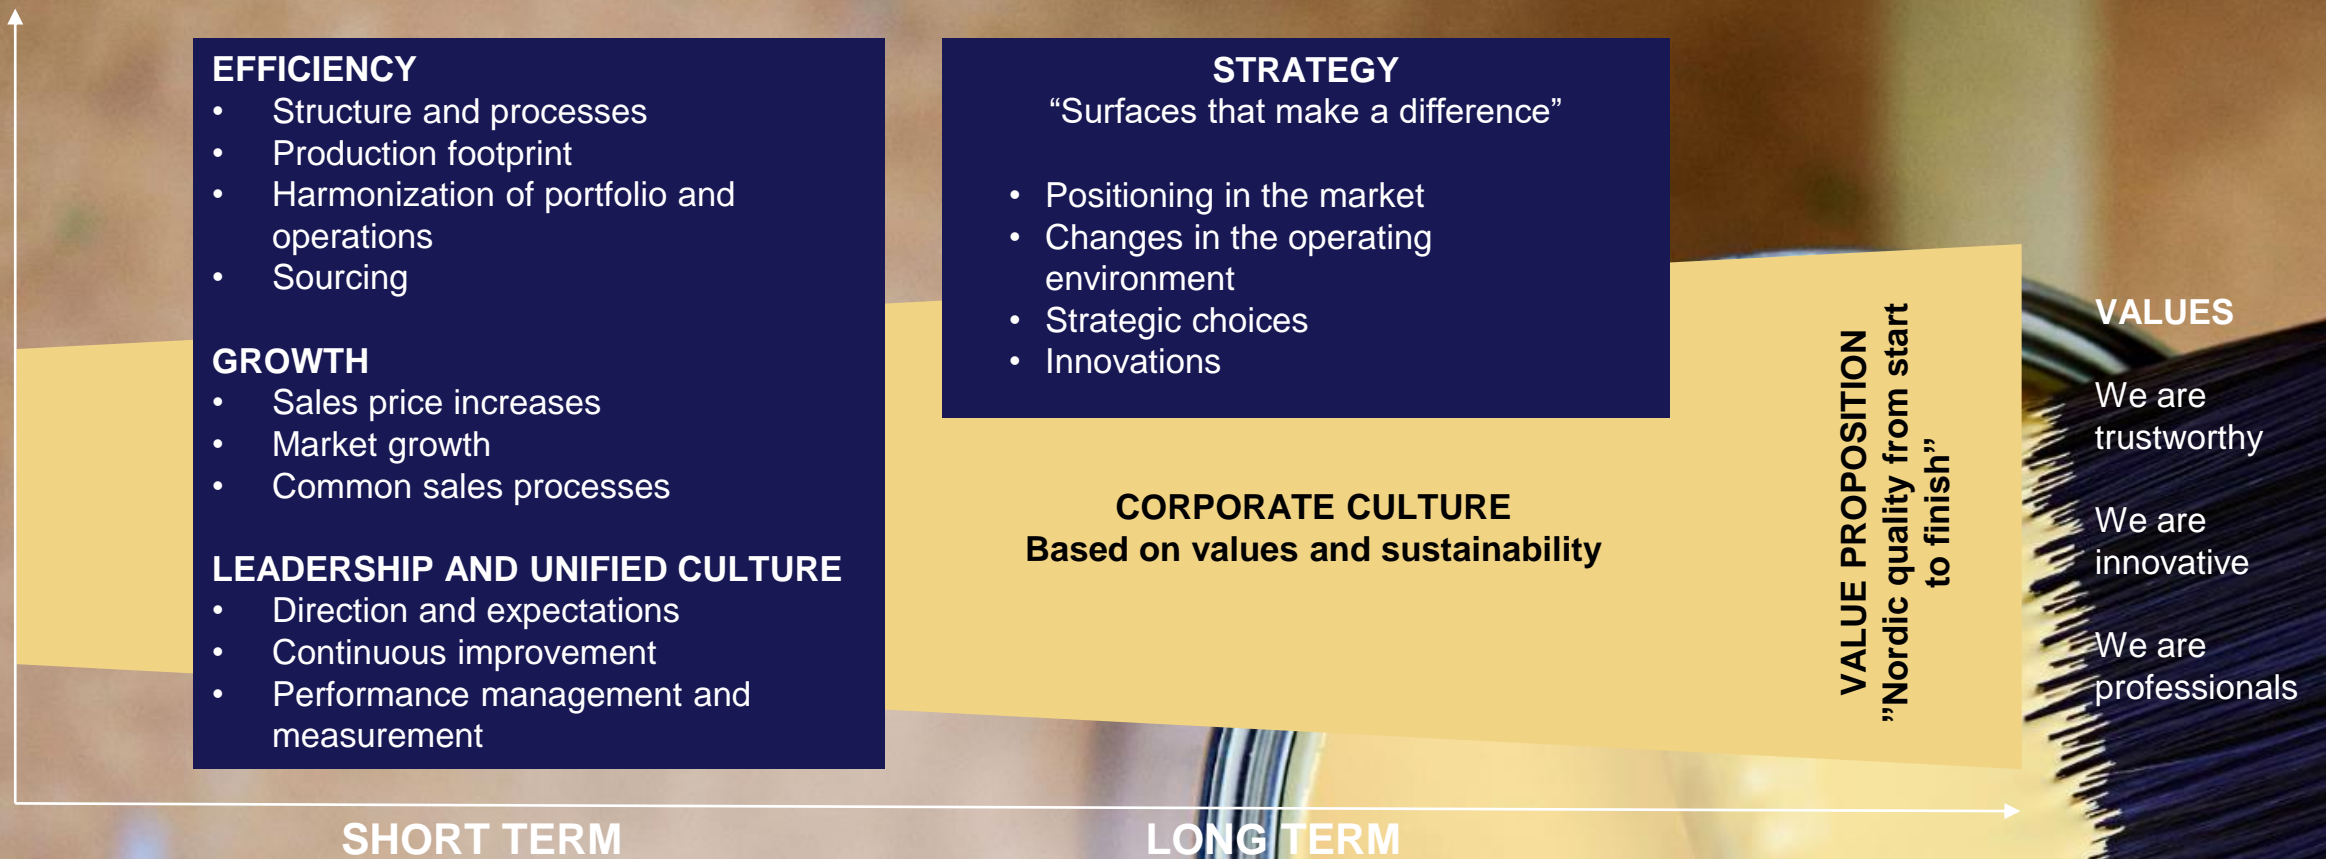 EFFICIENCY
• Structure and processes
• Production footprint
• Harmonization of portfolio and
operations
• Sourcing
GROWTH
• Sales price increases
• Market growth
• Common sales processes
LEADERSHIP AND UNIFIED CULTURE
• Direction and expectations
• Continuous improvement
• Performance management and
measurement
STRATEGY
“Surfaces that make a difference”
• Positioning in the market
• Changes in the operating
environment
• Strategic choices
• Innovations
CORPORATE CULTURE
Based on values and sustainability
VALUE PROPOSITION
”Nordic quality from start
to finish”
VALUES
We are
trustworthy
We are
innovative
We are
professionals
SHORT TERM
LONG TERM